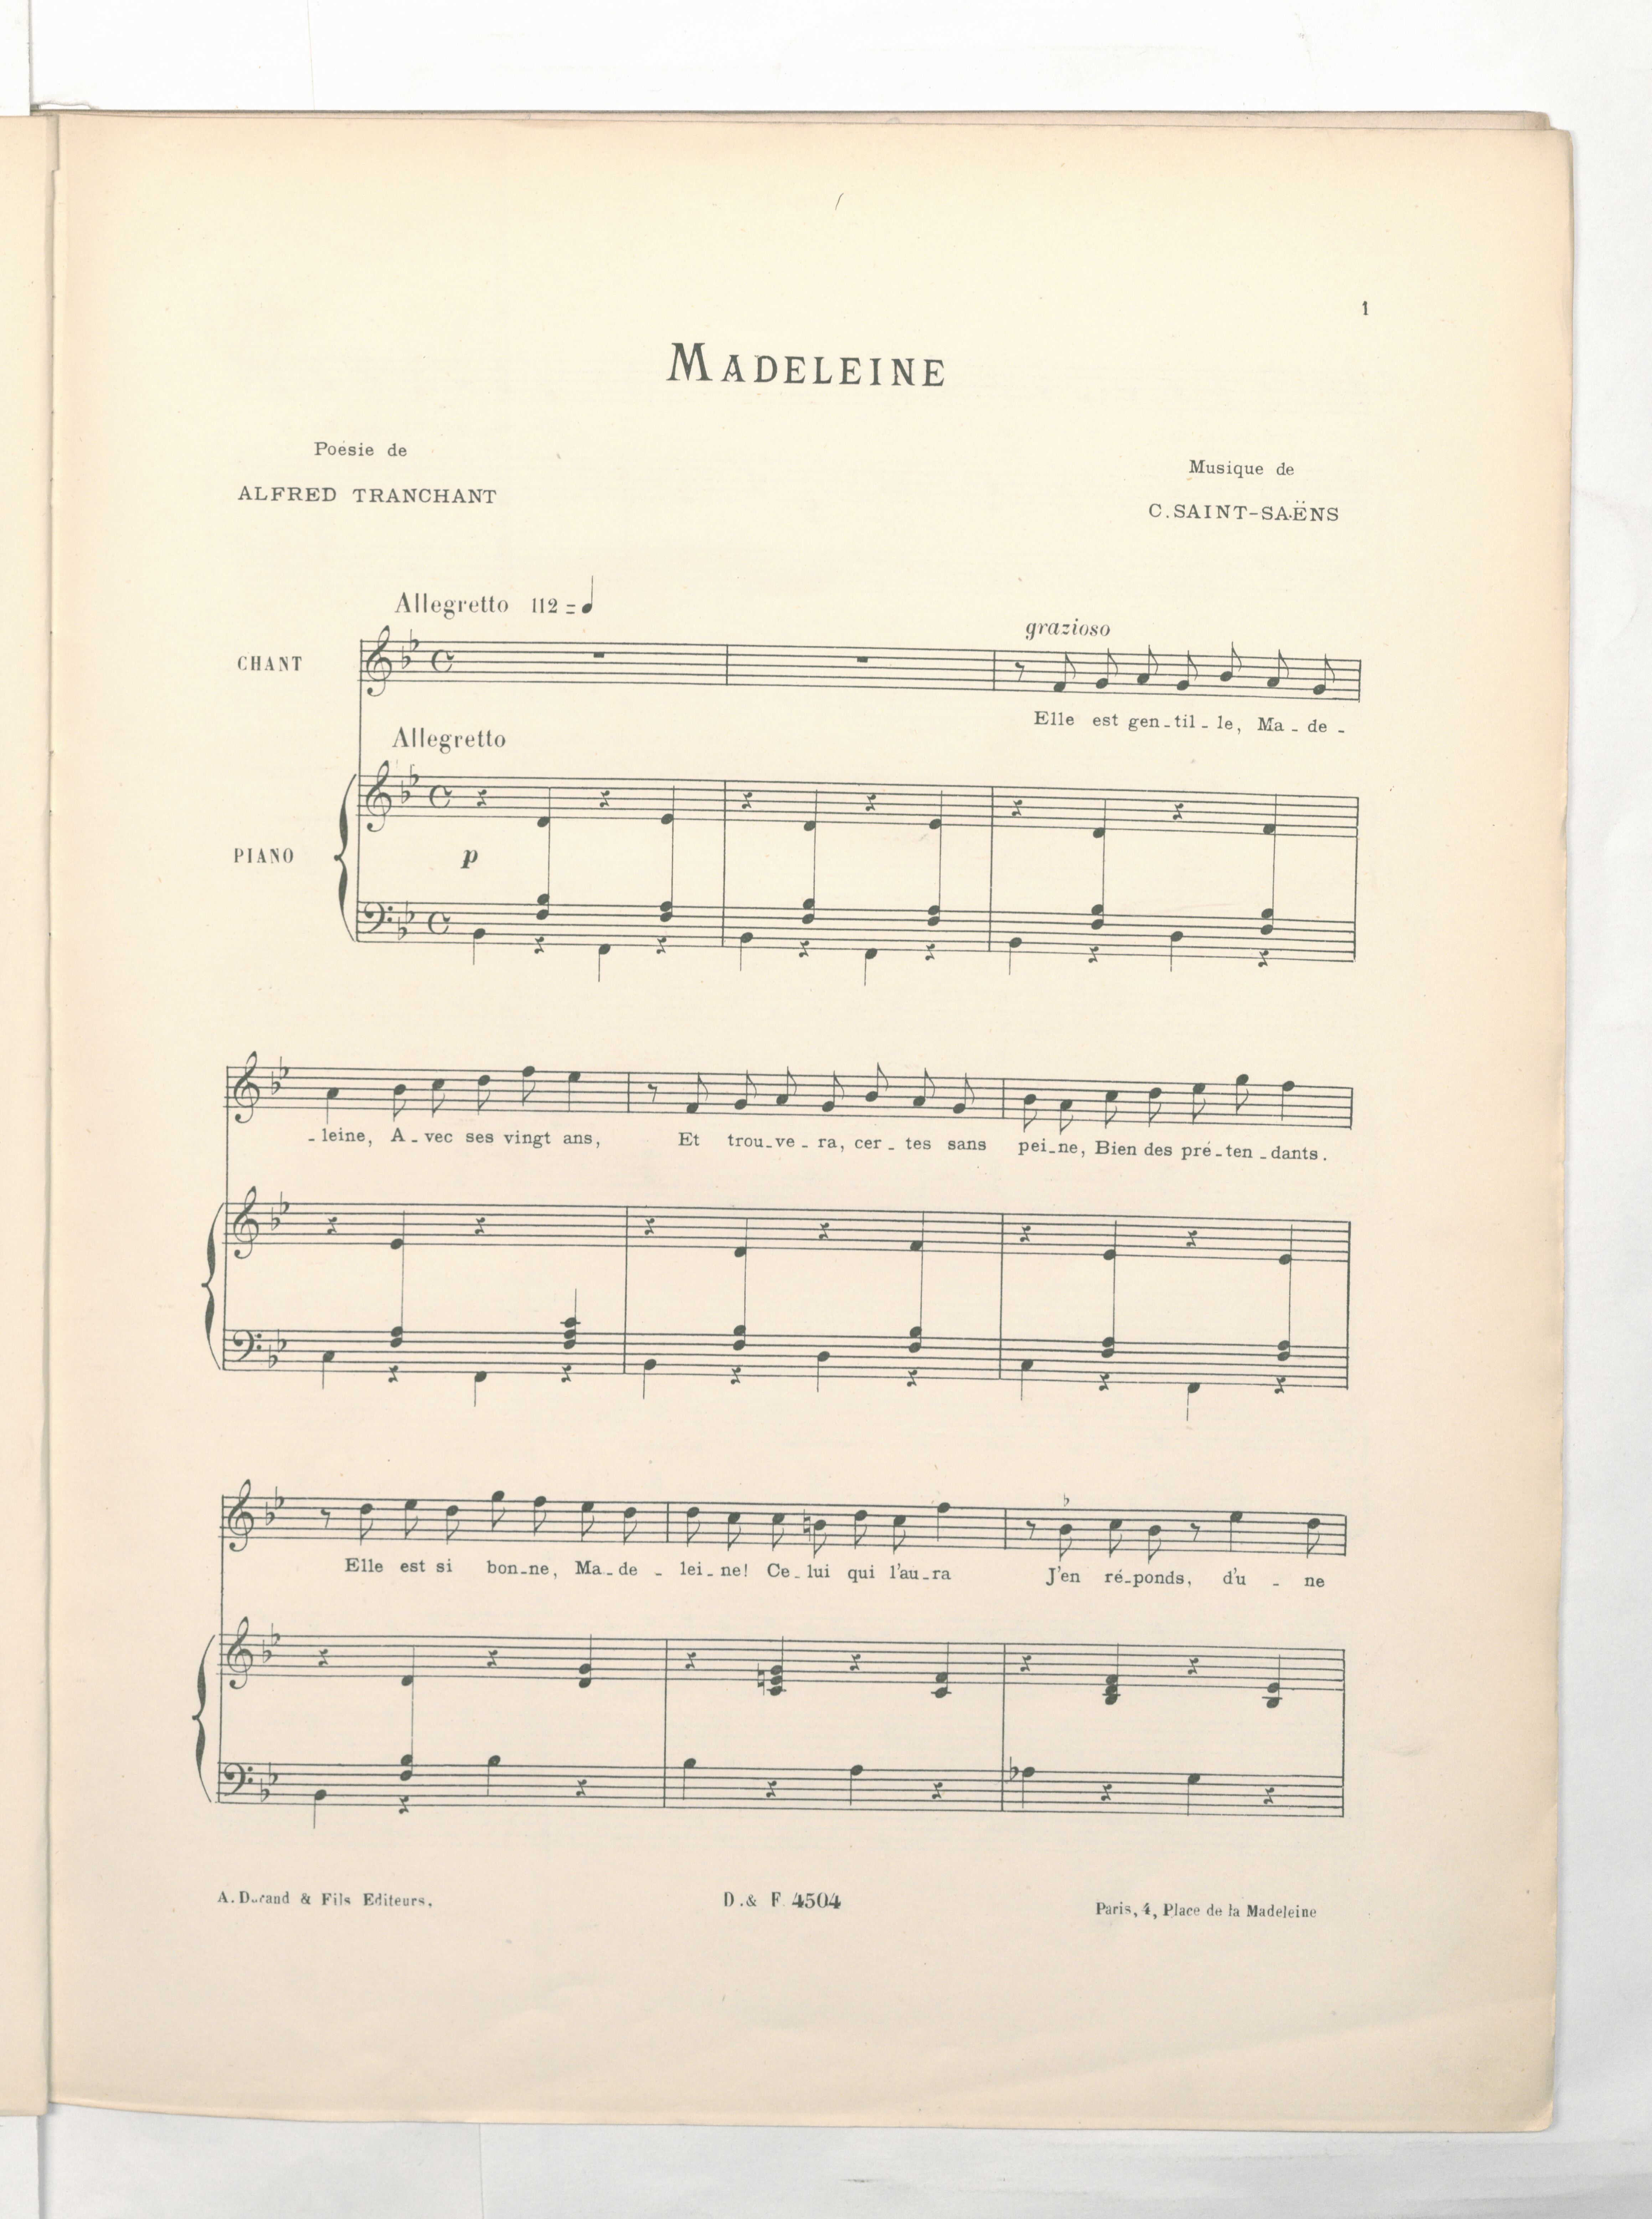 1
MADELEINE
Poésie de
ALFRED TRANCHANT
Musique de
C. SAINT-SAËNS
Allegretto 112 =
grazioso
CHANT
Elle est gen_til_le, Ma_de_
Allegretto
PIANO
p
_leine, A_vec ses vingt ans, Et trou_ve_ra, cer_tes sans pei_ne, Bien des pré_ten_dants.
Elle est si bon_ne, Ma_de_lei_ne! Ce_lui qui l'au_ra J'en ré_ponds, d'u_ne
A. Durand & Fils Editeurs.
D. & F. 4504
Paris, 4, Place de la Madeleine